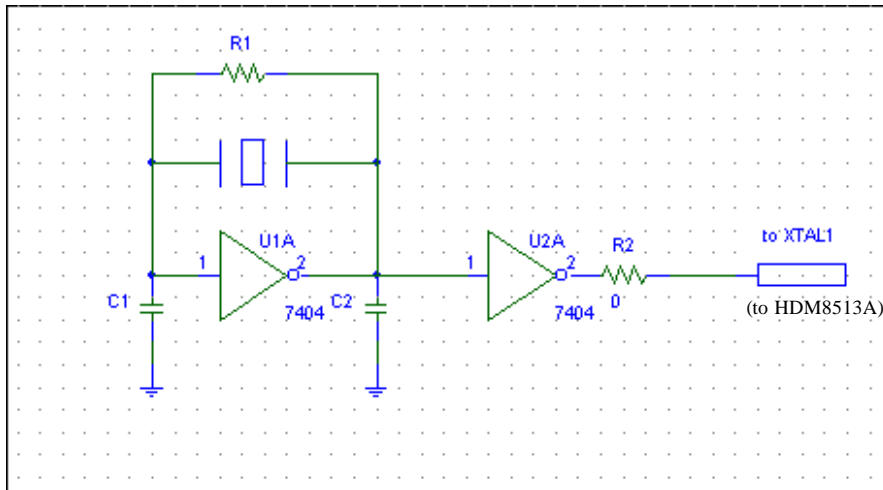 R1
U1A
U2A
R2
to XTAL1
1
2
1
2
C1
7404
C2
7404
0
(to HDM8513A)